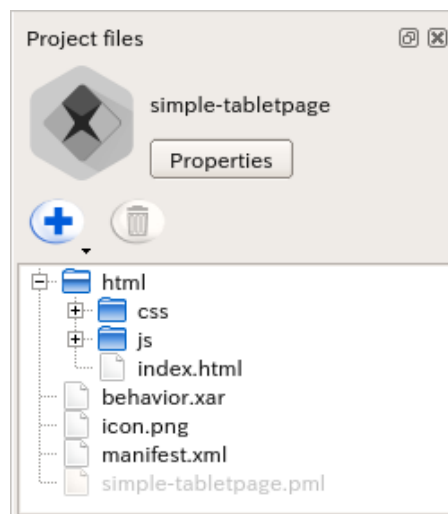 Project files
simple-tabletpage
Properties
html
css
js
index.html
behavior.xar
icon.png
manifest.xml
simple-tabletpage.pml